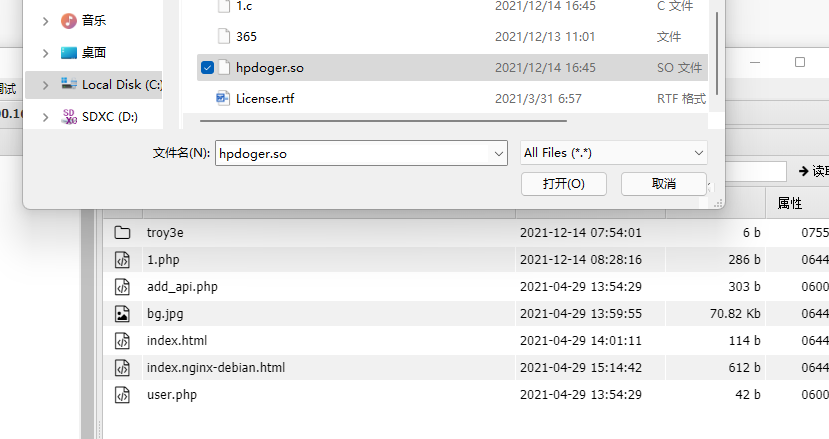 音乐
1.c 2021/12/14 16:45 C 文件
365 2021/12/13 11:01 文件
桌面
hpdoger.so 2021/12/14 16:45 SO 文件
Local Disk (C:)
License.rtf 2021/3/31 6:57 RTF 格式
SDXC (D:)
文件名(N): hpdoger.so All Files (*.*)
打开(O) 取消
属性
troy3e 2021-12-14 07:54:01 6 b 0755
1.php 2021-12-14 08:28:16 286 b 0644
add_api.php 2021-04-29 13:54:29 303 b 0600
bg.jpg 2021-04-29 13:59:55 70.82 Kb 0644
index.html 2021-04-29 14:01:11 114 b 0644
index.nginx-debian.html 2021-04-29 15:14:42 612 b 0644
user.php 2021-04-29 13:54:29 42 b 0600